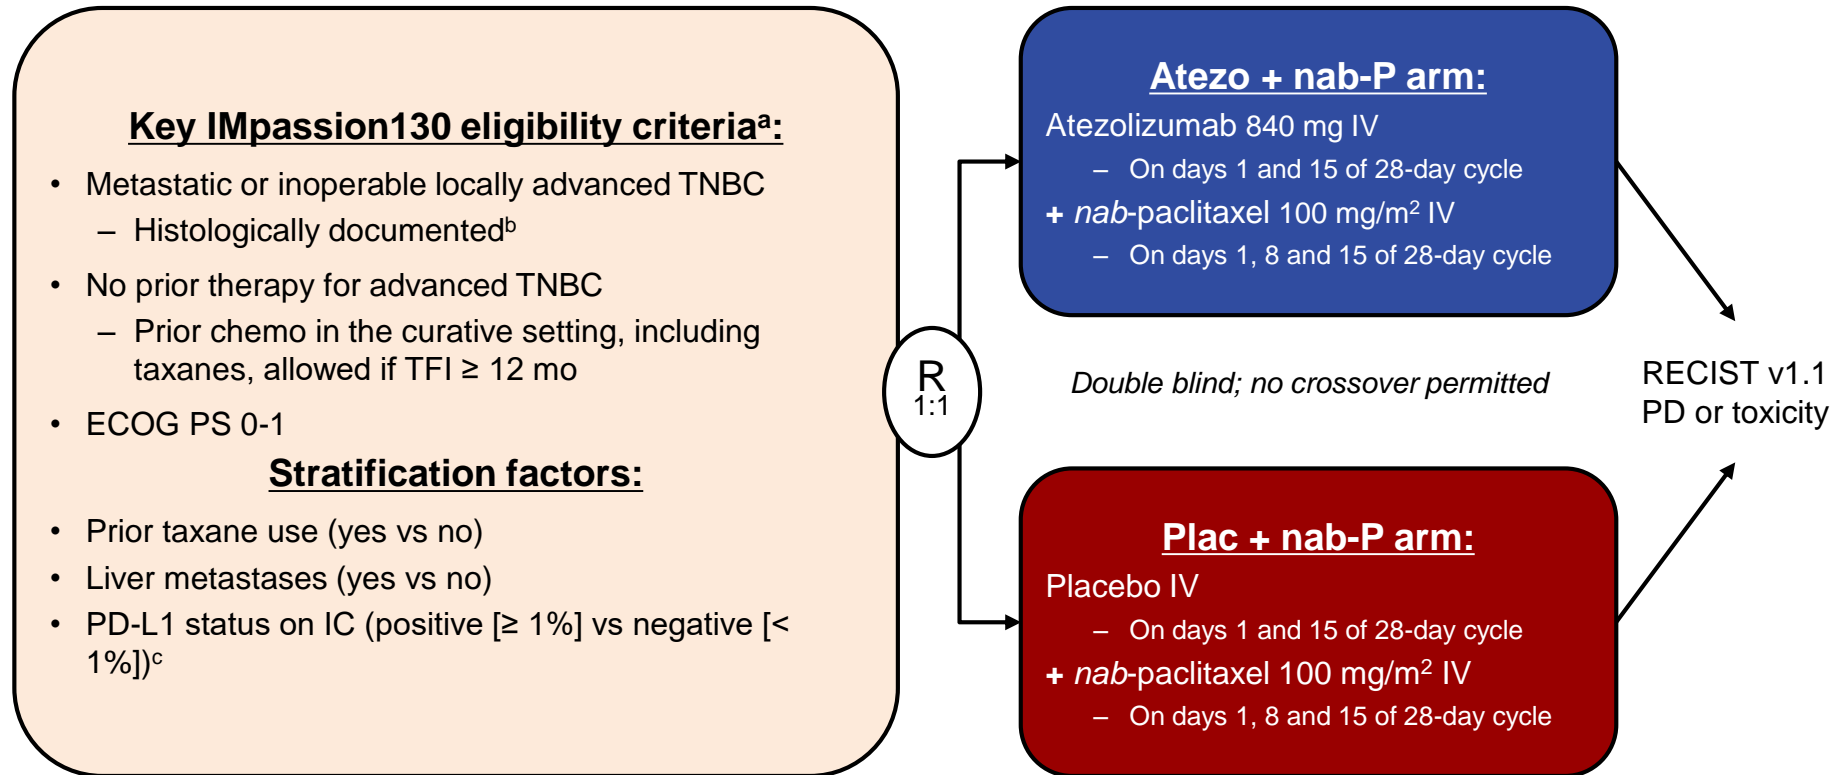 Key IMpassion130 eligibility criteriaᵃ:
• Metastatic or inoperable locally advanced TNBC
– Histologically documentedᵇ
• No prior therapy for advanced TNBC
– Prior chemo in the curative setting, including
taxanes, allowed if TFI ≥ 12 mo
• ECOG PS 0-1
Stratification factors:
• Prior taxane use (yes vs no)
• Liver metastases (yes vs no)
• PD-L1 status on IC (positive [≥ 1%] vs negative [<
1%])ᶜ
R
1:1
Atezo + nab-P arm:
Atezolizumab 840 mg IV
– On days 1 and 15 of 28-day cycle
+ nab-paclitaxel 100 mg/m² IV
– On days 1, 8 and 15 of 28-day cycle
Double blind; no crossover permitted
Plac + nab-P arm:
Placebo IV
– On days 1 and 15 of 28-day cycle
+ nab-paclitaxel 100 mg/m² IV
– On days 1, 8 and 15 of 28-day cycle
RECIST v1.1
PD or toxicity